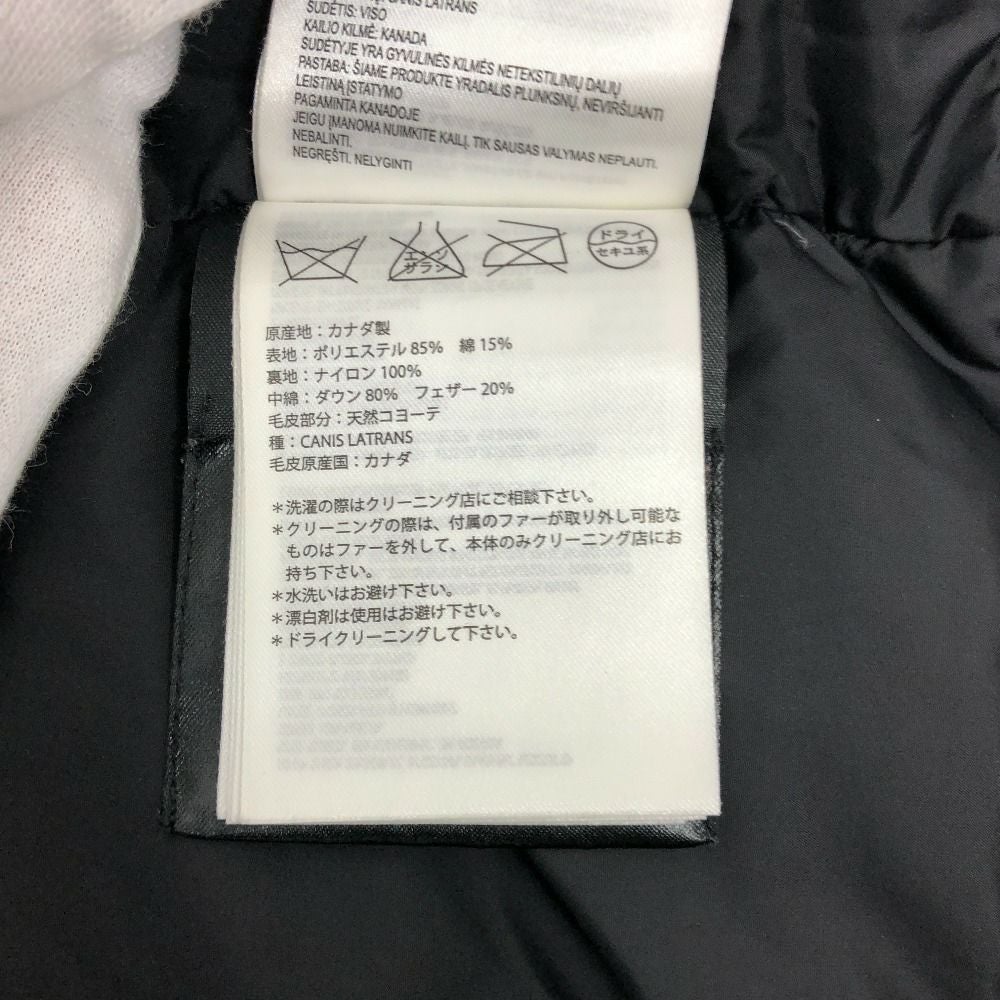 CANIS LATRANS
SUDĖTIS: VISO
KAILIO KILMĖ: KANADA
SUDĖTYJE YRA GYVULINĖS KILMĖS NETEKSTILINIŲ DALIŲ
PASTABA: ŠIAME PRODUKTE YRADALIS PLUNKSNŲ, NEVIRŠIJANTI
LEISTINĄ ĮSTATYMO
PAGAMINTA KANADOJE
JEIGU ĮMANOMA NUIMKITE KAILĮ. TIK SAUSAS VALYMAS NEPLAUTI.
NEBALINTI.
NEGRĘŠTI. NELYGINTI
エンソ
サラシ
ドライ
セキユ系
原産地：カナダ製
表地：ポリエステル 85%　綿 15%
裏地：ナイロン 100%
中綿：ダウン 80%　フェザー 20%
毛皮部分：天然コヨーテ
種：CANIS LATRANS
毛皮原産国：カナダ
＊洗濯の際はクリーニング店にご相談下さい。
＊クリーニングの際は、付属のファーが取り外し可能な
ものはファーを外して、本体のみクリーニング店にお
持ち下さい。
＊水洗いはお避け下さい。
＊漂白剤は使用はお避け下さい。
＊ドライクリーニングして下さい。